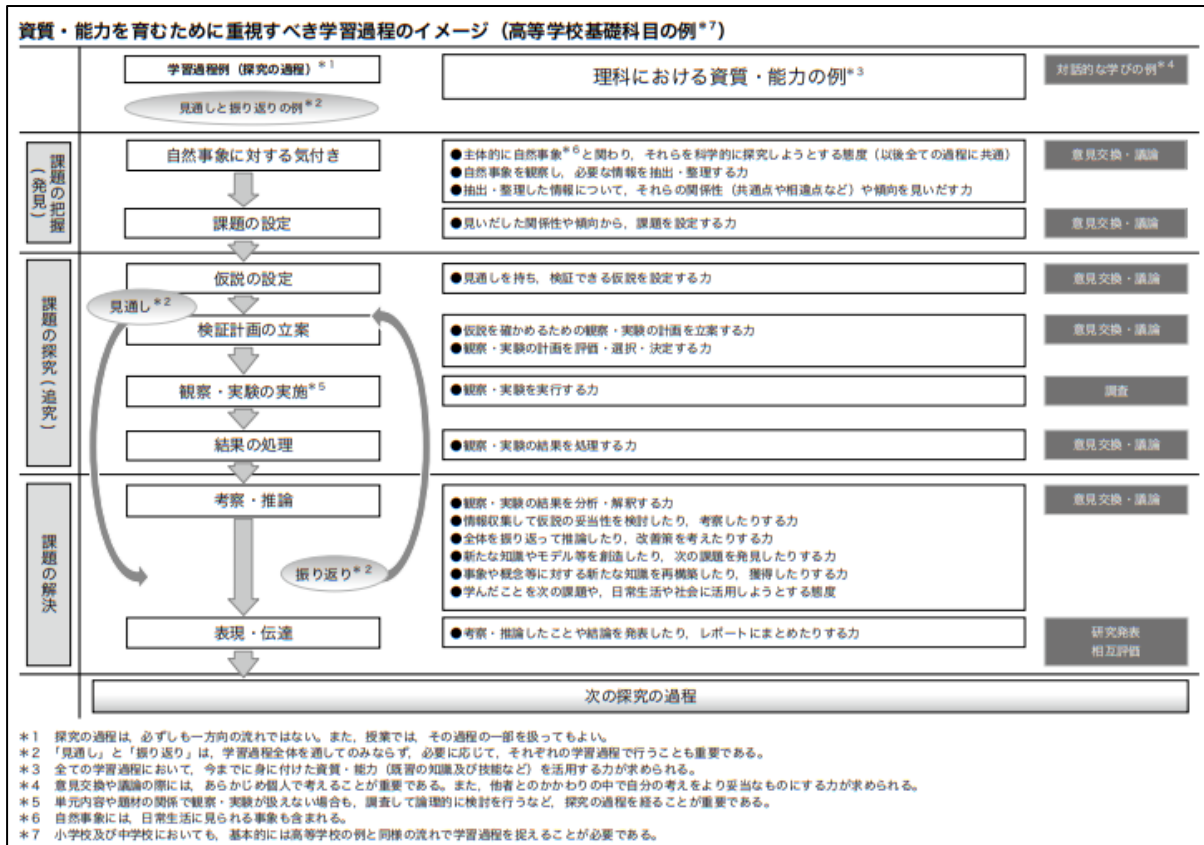 資質・能力を育むために重視すべき学習過程のイメージ（高等学校基礎科目の例＊7）
学習過程例（探究の過程）＊1
理科における資質・能力の例＊3
対話的な学びの例＊4
見通しと振り返りの例＊2
課題の把握（発見）
自然事象に対する気付き
●主体的に自然事象＊6と関わり，それらを科学的に探究しようとする態度（以後全ての過程に共通）
●自然事象を観察し，必要な情報を抽出・整理する力
●抽出・整理した情報について，それらの関係性（共通点や相違点など）や傾向を見いだす力
意見交換・議論
課題の設定
●見いだした関係性や傾向から，課題を設定する力
意見交換・議論
課題の探究（追究）
仮説の設定
●見通しを持ち，検証できる仮説を設定する力
意見交換・議論
見通し＊2
検証計画の立案
●仮説を確かめるための観察・実験の計画を立案する力
●観察・実験の計画を評価・選択・決定する力
意見交換・議論
観察・実験の実施＊5
●観察・実験を実行する力
調査
結果の処理
●観察・実験の結果を処理する力
意見交換・議論
課題の解決
考察・推論
●観察・実験の結果を分析・解釈する力
●情報収集して仮説の妥当性を検討したり，考察したりする力
●全体を振り返って推論したり，改善策を考えたりする力
●新たな知識やモデル等を創造したり，次の課題を発見したりする力
●事象や概念等に対する新たな知識を再構築したり，獲得したりする力
●学んだことを次の課題や，日常生活や社会に活用しようとする態度
意見交換・議論
振り返り＊2
表現・伝達
●考察・推論したことや結論を発表したり，レポートにまとめたりする力
研究発表
相互評価
次の探究の過程
＊1　探究の過程は，必ずしも一方向の流れではない。また，授業では，その過程の一部を扱ってもよい。
＊2　「見通し」と「振り返り」は，学習過程全体を通してのみならず，必要に応じて，それぞれの学習過程で行うことも重要である。
＊3　全ての学習過程において，今までに身に付けた資質・能力（既習の知識及び技能など）を活用する力が求められる。
＊4　意見交換や議論の際には，あらかじめ個人で考えることが重要である。また，他者とのかかわりの中で自分の考えをより妥当なものにする力が求められる。
＊5　単元内容や題材の関係で観察・実験が扱えない場合も，調査して論理的に検討を行うなど，探究の過程を経ることが重要である。
＊6　自然事象には，日常生活に見られる事象も含まれる。
＊7　小学校及び中学校においても，基本的には高等学校の例と同様の流れで学習過程を捉えることが必要である。